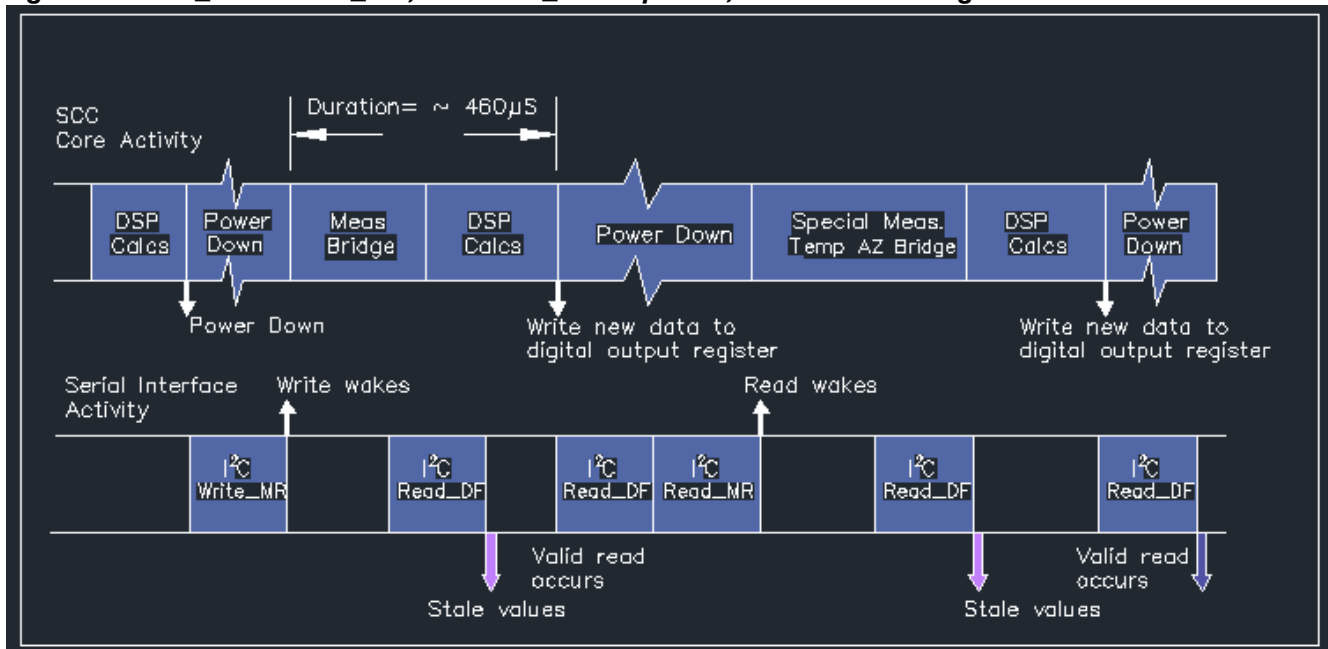 Duration= ~ 460µS
SCC
Core Activity
DSP
Calcs
Power
Down
Meas
Bridge
DSP
Calcs
Power Down
Special Meas.
Temp AZ Bridge
DSP
Calcs
Power
Down
Power Down
Write new data to
digital output register
Write new data to
digital output register
Serial Interface
Activity
Write wakes
Read wakes
I²C
Write_MR
I²C
Read_DF
I²C
Read_DF
I²C
Read_MR
I²C
Read_DF
I²C
Read_DF
Valid read
occurs
Stale values
Valid read
occurs
Stale values